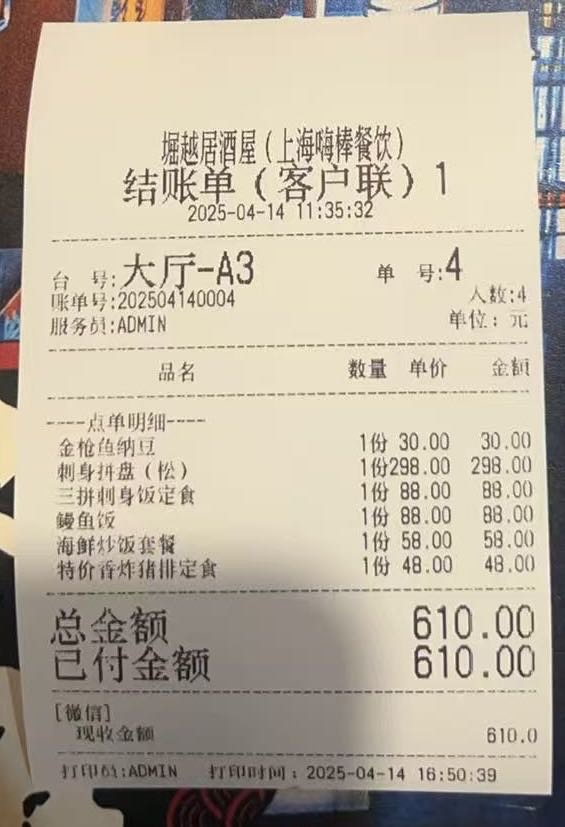 堀越居酒屋（上海嗨棒餐饮）
结账单（客户联）1
2025-04-14 11:35:32
台 号:大厅-A3 单 号:4
账单号:202504140004 人数:4
服务员:ADMIN 单位：元
品名 数量 单价 金额
----点单明细----
金枪鱼纳豆 1份 30.00 30.00
刺身拼盘（松） 1份298.00 298.00
三拼刺身饭定食 1份 88.00 88.00
鳗鱼饭 1份 88.00 88.00
海鲜炒饭套餐 1份 58.00 58.00
特价香炸猪排定食 1份 48.00 48.00
总金额 610.00
已付金额 610.00
[微信]
现收金额 610.0
打印员:ADMIN 打印时间：2025-04-14 16:50:39